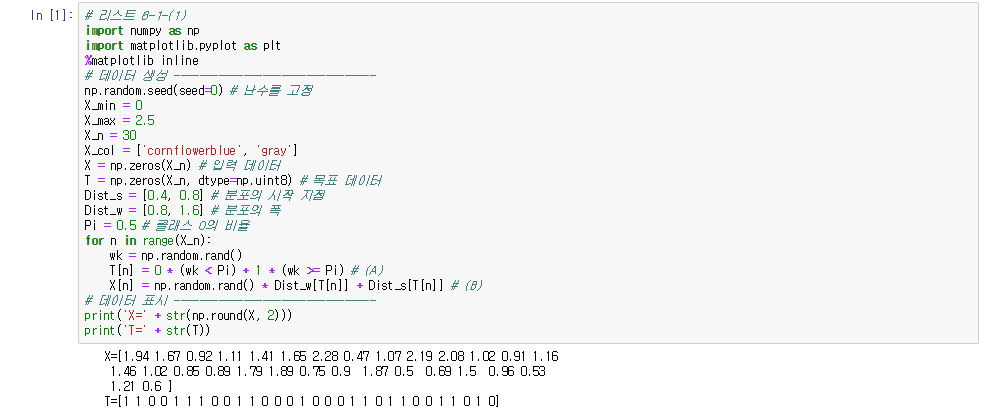 In [1]:
# 리스트 6-1-(1)
import numpy as np
import matplotlib.pyplot as plt
%matplotlib inline
# 데이터 생성 ---------------------------
np.random.seed(seed=0) # 난수를 고정
X_min = 0
X_max = 2.5
X_n = 30
X_col = ['cornflowerblue', 'gray']
X = np.zeros(X_n) # 입력 데이터
T = np.zeros(X_n, dtype=np.uint8) # 목표 데이터
Dist_s = [0.4, 0.8] # 분포의 시작 지점
Dist_w = [0.8, 1.6] # 분포의 폭
Pi = 0.5 # 클래스 0의 비율
for n in range(X_n):
    wk = np.random.rand()
    T[n] = 0 * (wk < Pi) + 1 * (wk >= Pi) # (A)
    X[n] = np.random.rand() * Dist_w[T[n]] + Dist_s[T[n]] # (B)
# 데이터 표시 ---------------------------
print('X=' + str(np.round(X, 2)))
print('T=' + str(T))
X=[1.94 1.67 0.92 1.11 1.41 1.65 2.28 0.47 1.07 2.19 2.08 1.02 0.91 1.16
 1.46 1.02 0.85 0.89 1.79 1.89 0.75 0.9  1.87 0.5  0.69 1.5  0.96 0.53
 1.21 0.6 ]
T=[1 1 0 0 1 1 1 0 0 1 1 0 0 0 1 0 0 0 1 1 0 1 1 0 0 1 1 0 1 0]